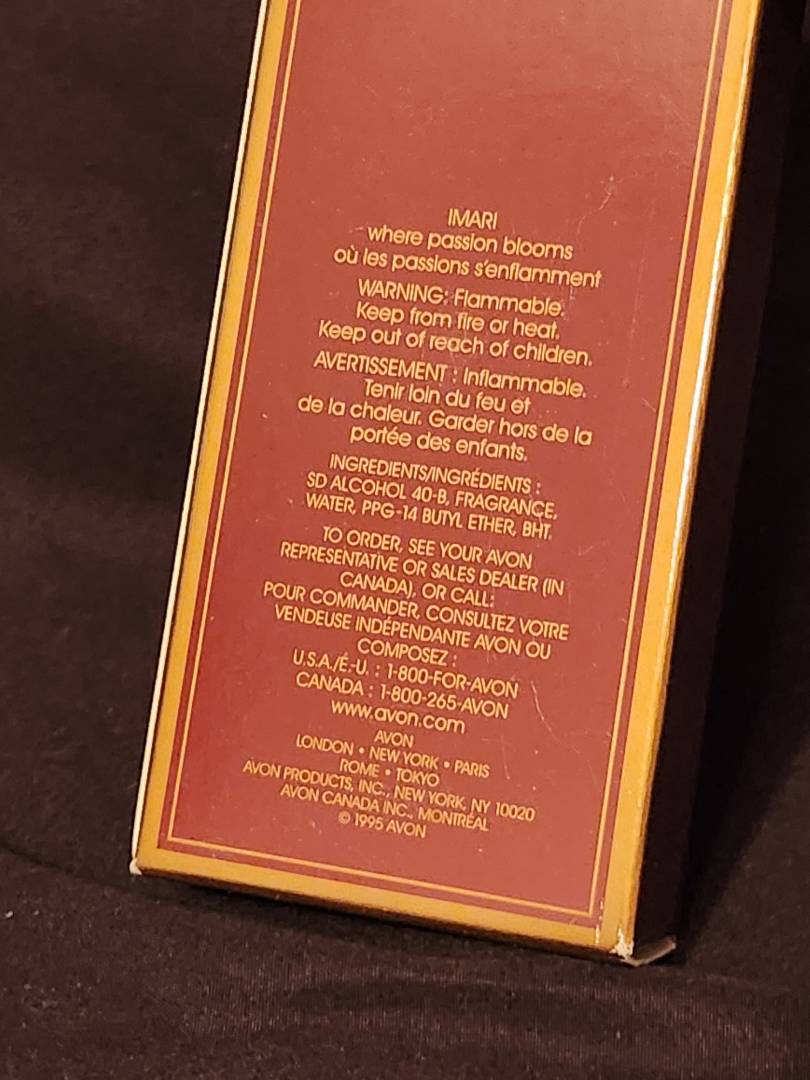 IMARI
where passion blooms
où les passions s'enflamment
WARNING: Flammable.
Keep from fire or heat.
Keep out of reach of children.
AVERTISSEMENT : Inflammable.
Tenir loin du feu et
de la chaleur. Garder hors de la
portée des enfants.
INGREDIENTS/INGRÉDIENTS :
SD ALCOHOL 40-B, FRAGRANCE,
WATER, PPG-14 BUTYL ETHER, BHT.
TO ORDER, SEE YOUR AVON
REPRESENTATIVE OR SALES DEALER (IN
CANADA), OR CALL:
POUR COMMANDER, CONSULTEZ VOTRE
VENDEUSE INDÉPENDANTE AVON OU
COMPOSEZ :
U.S.A./É.-U. : 1-800-FOR-AVON
CANADA : 1-800-265-AVON
www.avon.com
AVON
LONDON • NEW YORK • PARIS
ROME • TOKYO
AVON PRODUCTS, INC., NEW YORK, NY 10020
AVON CANADA INC., MONTRÉAL
© 1995 AVON